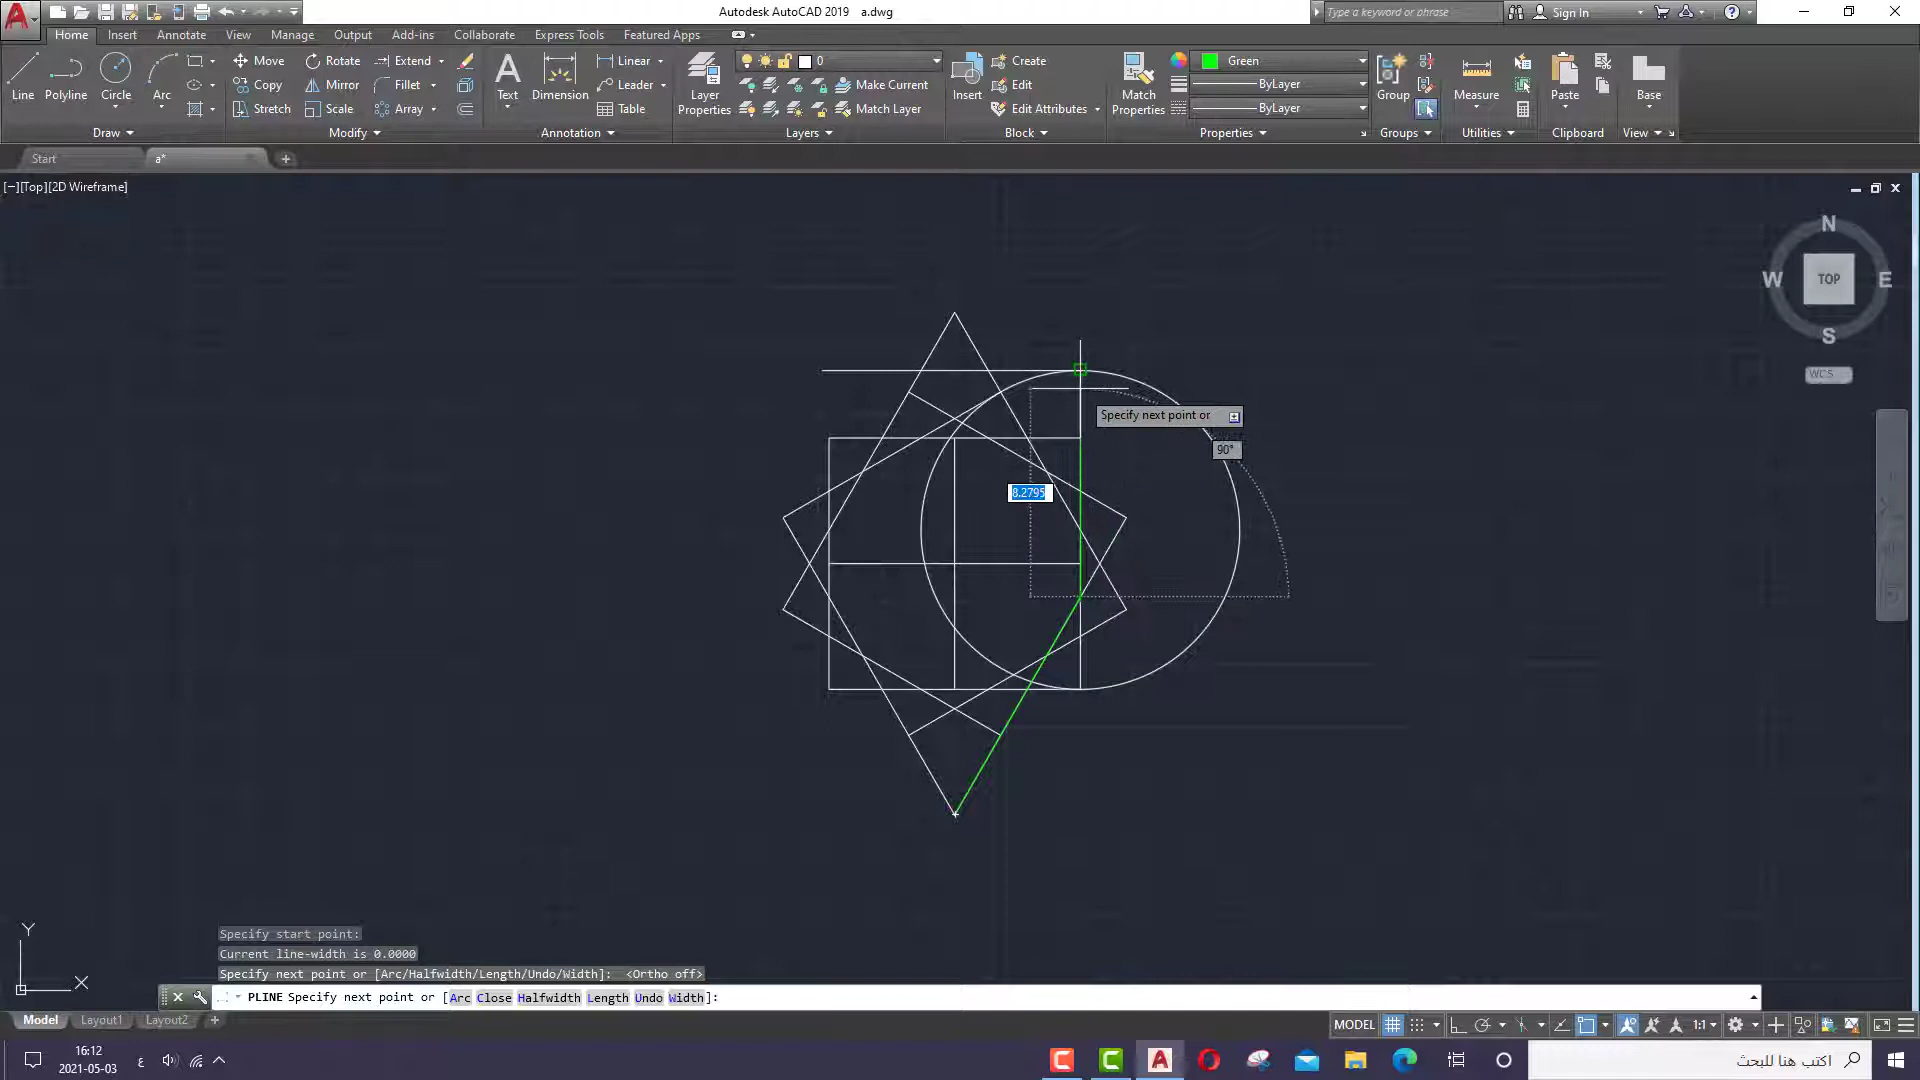 Autodesk AutoCAD 2019 a.dwg
Type a keyword or phrase
Sign In
Home Insert Annotate View Manage Output Add-ins Collaborate Express Tools Featured Apps
Line
Polyline
Circle
Arc
Move Rotate Extend
Copy Mirror Fillet
Stretch Scale Array
Text
Dimension
Linear
Leader
Table
Layer Properties
0
Make Current
Match Layer
Insert
Create
Edit
Edit Attributes
Match Properties
Green
ByLayer
ByLayer
Group
Measure
Paste
Base
Draw Modify Annotation Layers Block Properties Groups Utilities Clipboard View
Start a*
[−][Top][2D Wireframe]
N
W TOP E
S
WCS
Specify next point or
90°
8.2795
Y
X
Specify start point:
Current line-width is 0.0000
Specify next point or [Arc/Halfwidth/Length/Undo/Width]: <Ortho off>
PLINE Specify next point or [Arc Close Halfwidth Length Undo Width]:
Model Layout1 Layout2
MODEL 1:1
16:12
2021-05-03
ع
اكتب هنا للبحث